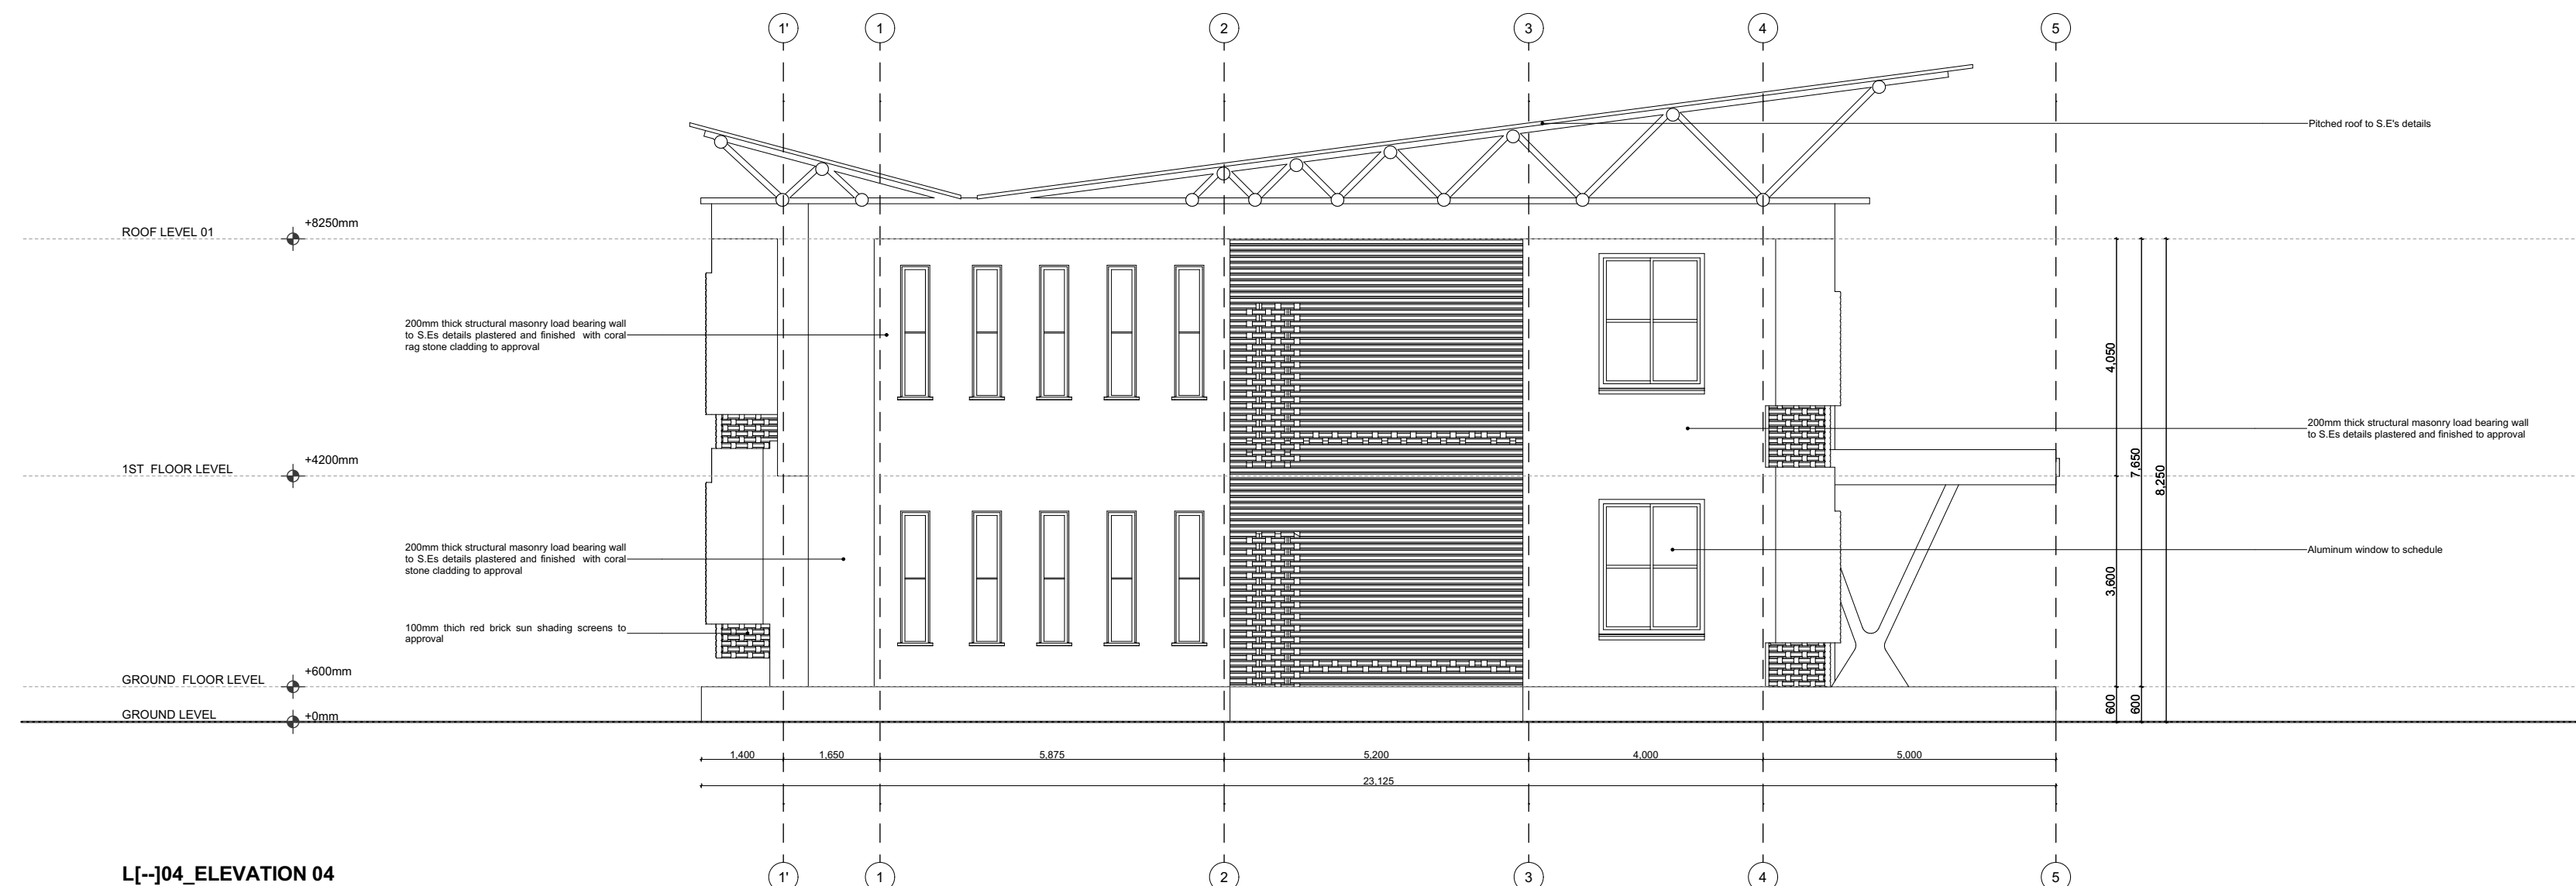 1' 1 2 3 4 5
Pitched roof to S.E's details
ROOF LEVEL 01
+8250mm
200mm thick structural masonry load bearing wall
to S.Es details plastered and finished with coral
rag stone cladding to approval
4,050
200mm thick structural masonry load bearing wall
to S.Es details plastered and finished to approval
1ST FLOOR LEVEL
+4200mm
7,650
8,250
200mm thick structural masonry load bearing wall
to S.Es details plastered and finished with coral
stone cladding to approval
Aluminum window to schedule
3,600
100mm thich red brick sun shading screens to
approval
GROUND FLOOR LEVEL
+600mm
600
600
GROUND LEVEL
+0mm
1,400 1,650 5,875 5,200 4,000 5,000
23,125
L[--]04_ELEVATION 04
1' 1 2 3 4 5